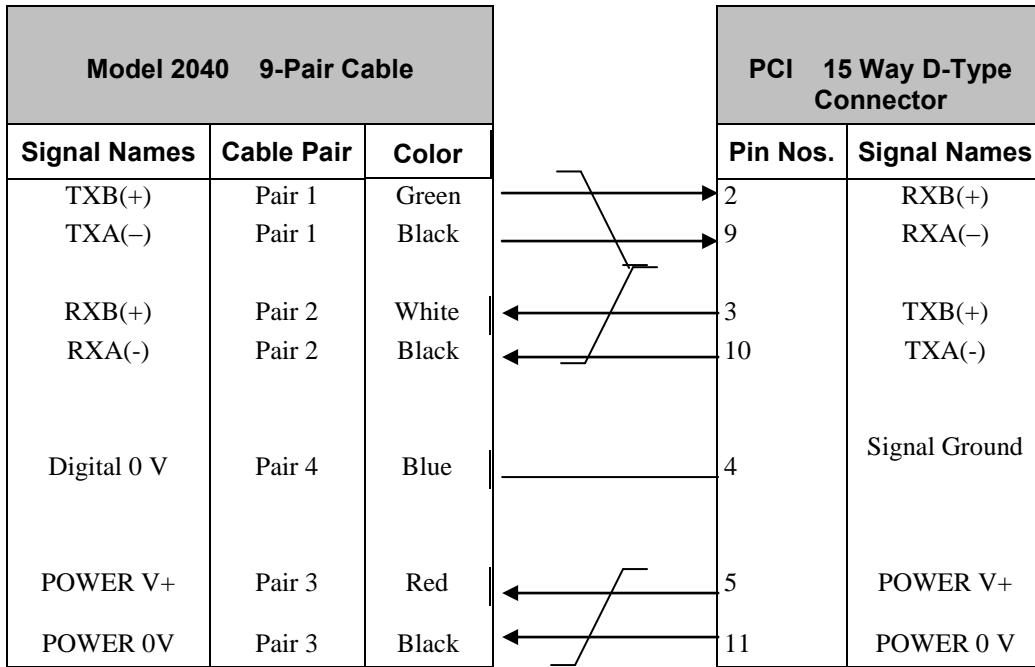 Model 2040 9-Pair Cable
PCI 15 Way D-Type
Connector
Signal Names Cable Pair Color Pin Nos. Signal Names
TXB(+) Pair 1 Green 2 RXB(+)
TXA(–) Pair 1 Black 9 RXA(–)
RXB(+) Pair 2 White 3 TXB(+)
RXA(-) Pair 2 Black 10 TXA(-)
Digital 0 V Pair 4 Blue 4 Signal Ground
POWER V+ Pair 3 Red 5 POWER V+
POWER 0V Pair 3 Black 11 POWER 0 V